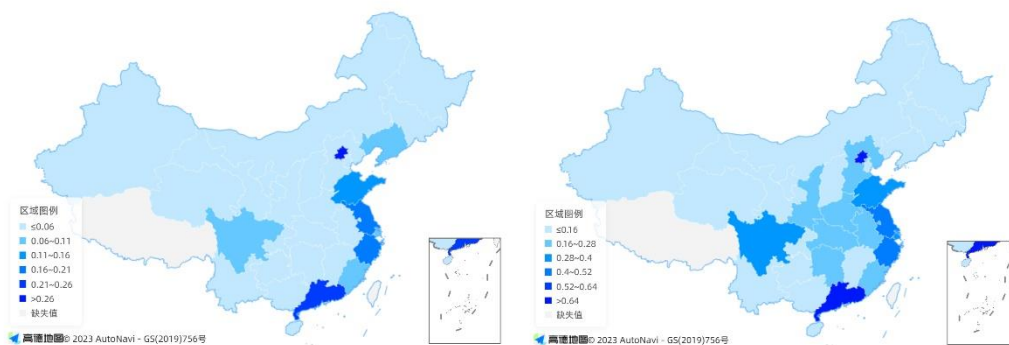 区域图例
≤0.06
0.06~0.11
0.11~0.16
0.16~0.21
0.21~0.26
>0.26
缺失值
高德地图© 2023 AutoNavi - GS(2019)756号
区域图例
≤0.16
0.16~0.28
0.28~0.4
0.4~0.52
0.52~0.64
>0.64
缺失值
高德地图© 2023 AutoNavi - GS(2019)756号